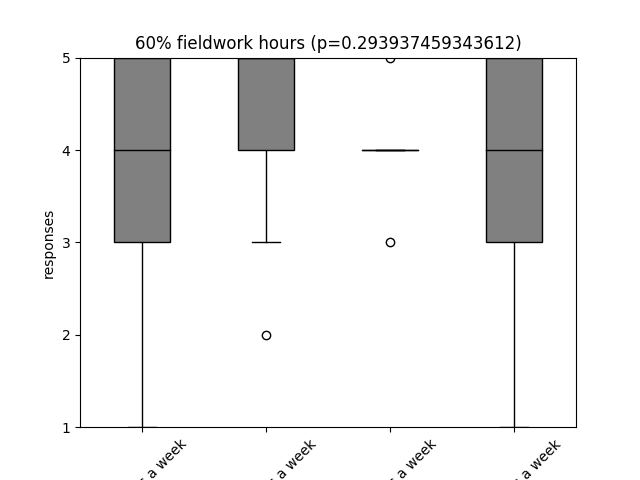 60% fieldwork hours (p=0.293937459343612)
responses
5
4
3
2
1
a week
a week
a week
a week